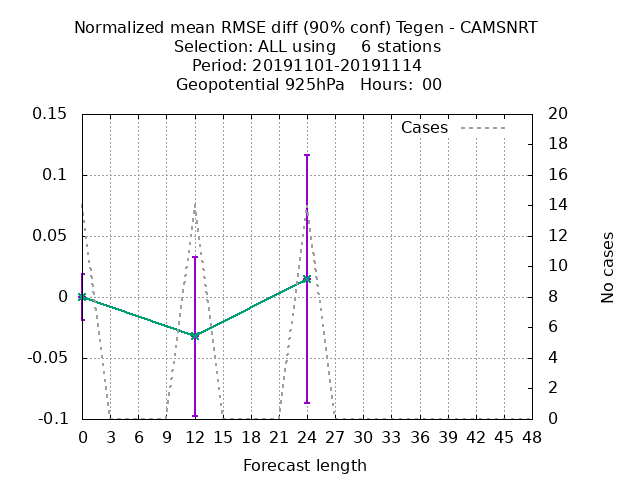 Normalized mean RMSE diff (90% conf) Tegen - CAMSNRT
Selection: ALL using     6 stations
Period: 20191101-20191114
Geopotential 925hPa   Hours:  00
Cases
0.15
0.1
0.05
0
-0.05
-0.1
20
18
16
14
12
10
8
6
4
2
0
No cases
0 3 6 9 12 15 18 21 24 27 30 33 36 39 42 45 48
Forecast length